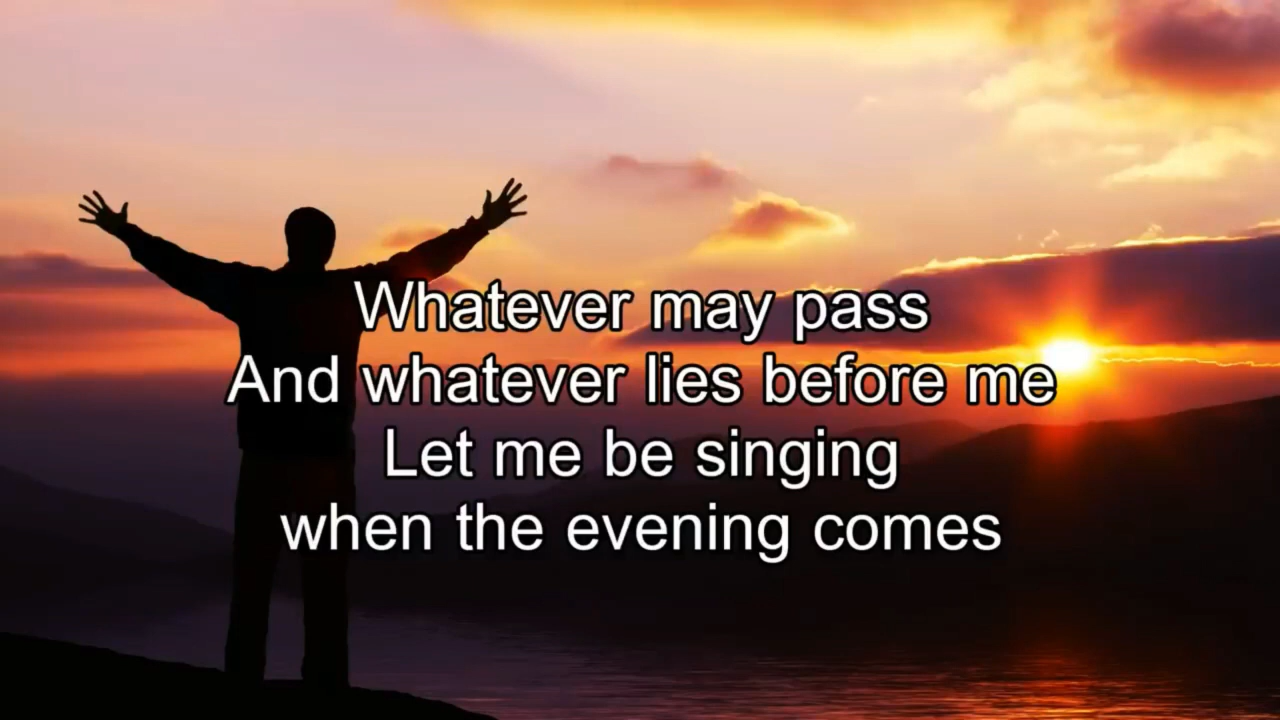 Whatever may pass
And whatever lies before me
Let me be singing
when the evening comes